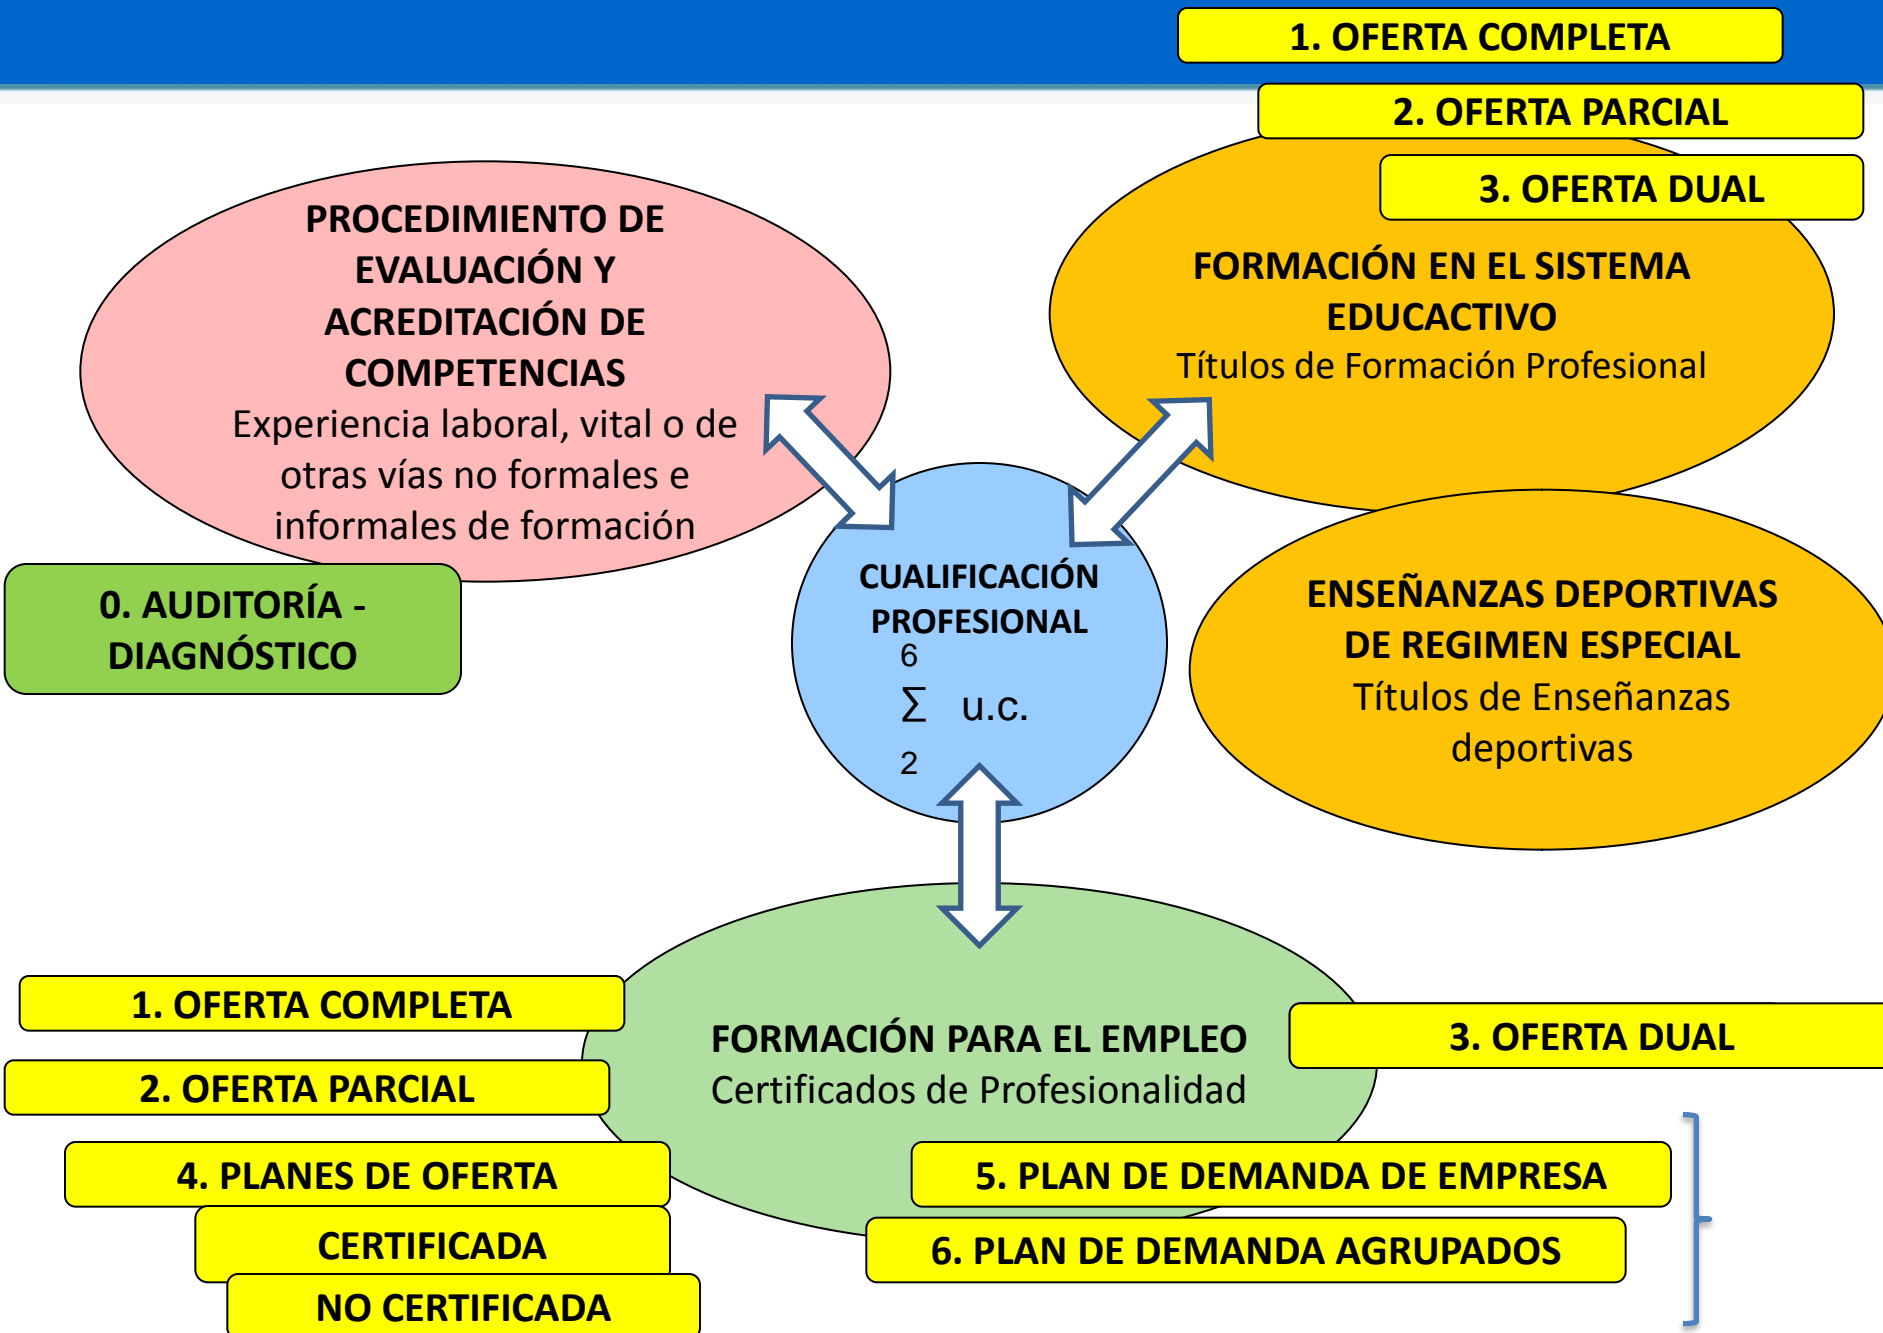 1. OFERTA COMPLETA
2. OFERTA PARCIAL
3. OFERTA DUAL
PROCEDIMIENTO DE
EVALUACIÓN Y
ACREDITACIÓN DE
COMPETENCIAS
Experiencia laboral, vital o de
otras vías no formales e
informales de formación
FORMACIÓN EN EL SISTEMA
EDUCACTIVO
Títulos de Formación Profesional
0. AUDITORÍA -
DIAGNÓSTICO
CUALIFICACIÓN
PROFESIONAL
6
Σ u.c.
2
ENSEÑANZAS DEPORTIVAS
DE REGIMEN ESPECIAL
Títulos de Enseñanzas
deportivas
1. OFERTA COMPLETA
2. OFERTA PARCIAL
FORMACIÓN PARA EL EMPLEO
Certificados de Profesionalidad
3. OFERTA DUAL
4. PLANES DE OFERTA
CERTIFICADA
NO CERTIFICADA
5. PLAN DE DEMANDA DE EMPRESA
6. PLAN DE DEMANDA AGRUPADOS